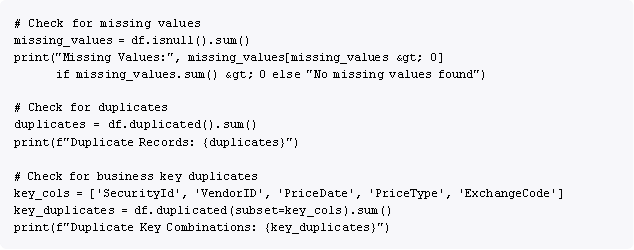 # Check for missing values
missing_values = df.isnull().sum()
print("Missing Values:", missing_values[missing_values &gt; 0]
      if missing_values.sum() &gt; 0 else "No missing values found")
# Check for duplicates
duplicates = df.duplicated().sum()
print(f"Duplicate Records: {duplicates}")
# Check for business key duplicates
key_cols = ['SecurityId', 'VendorID', 'PriceDate', 'PriceType', 'ExchangeCode']
key_duplicates = df.duplicated(subset=key_cols).sum()
print(f"Duplicate Key Combinations: {key_duplicates}")